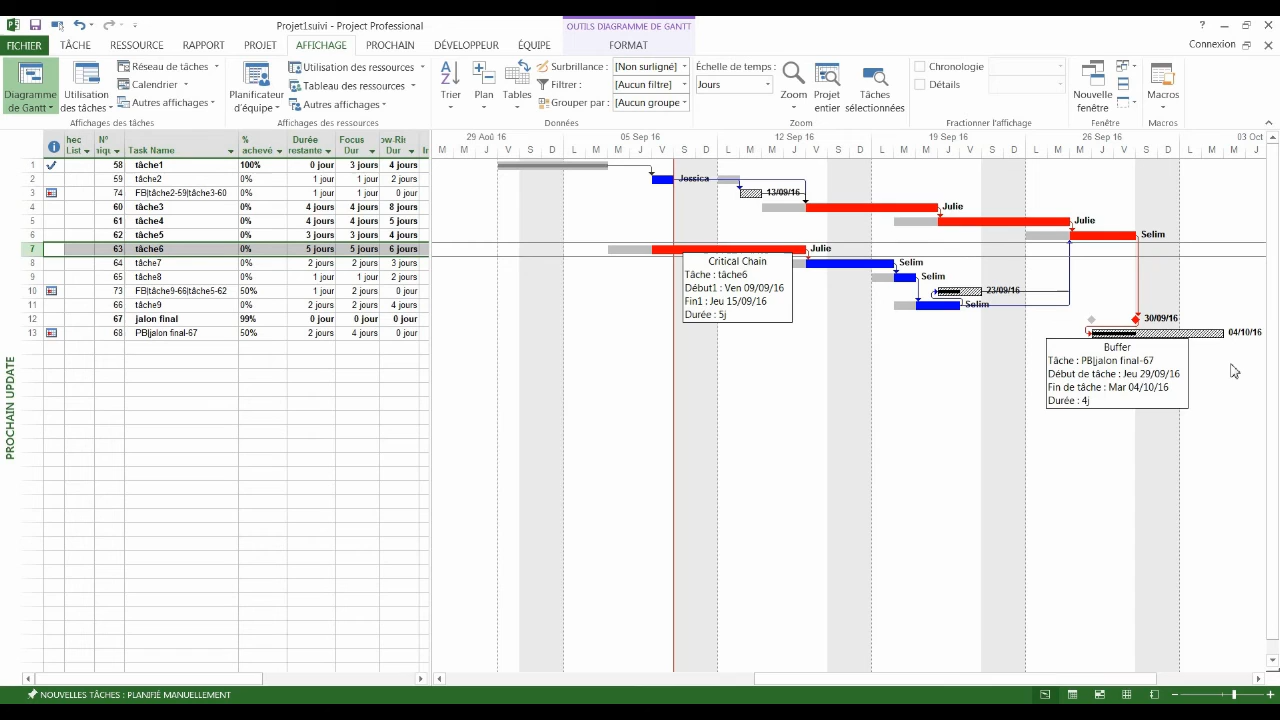 Projet1suivi - Project Professional
OUTILS DIAGRAMME DE GANTT
FICHIER TÂCHE RESSOURCE RAPPORT PROJET AFFICHAGE PROCHAIN DÉVELOPPEUR ÉQUIPE FORMAT Connexion
Diagramme de Gantt
Utilisation des tâches
Réseau de tâches
Calendrier
Autres affichages
Affichages des tâches
Planificateur d'équipe
Utilisation des ressources
Tableau des ressources
Autres affichages
Affichage des ressources
Trier
Plan
Tables
Surbrillance: [Non surligné]
Filtrer: [Aucun filtre]
Grouper par : [Aucun groupe
Données
Échelle de temps
Jours
Zoom
Projet entier
Tâches sélectionnées
Zoom
Chronologie
Détails
Fractionner l'affichage
Nouvelle fenêtre
Fenêtre
Macros
Macros
hec List N° nique Task Name % achevé Durée restante Focus Dur ow-Ri Dur Ir
29 Aoû 16 05 Sep 16 12 Sep 16 19 Sep 16 26 Sep 16 03 Oct
M M V D L M J S M V D L M J S M V D L M J S M V D L M J
1 58 tâche1 100% 0 jour 3 jours 4 jours
2 59 tâche2 0% 1 jour 1 jour 2 jours Jessica
3 74 FB|tâche2-59|tâche3-60 0% 1 jour 1 jour 0 jour 13/09/16
4 60 tâche3 0% 4 jours 4 jours 8 jours Julie
5 61 tâche4 0% 4 jours 4 jours 5 jours Julie
6 62 tâche5 0% 3 jours 3 jours 4 jours Selim
7 63 tâche6 0% 5 jours 5 jours 6 jours Julie
8 64 tâche7 0% 2 jours 2 jours 3 jours Selim
9 65 tâche8 0% 1 jour 1 jour 2 jours Selim
10 73 FB|tâche9-66|tâche5-62 50% 1 jour 2 jours 0 jour 23/09/16
11 66 tâche9 0% 2 jours 2 jours 4 jours Selim
12 67 jalon final 99% 0 jour 0 jour 0 jour 30/09/16
13 68 PB|jalon final-67 50% 2 jours 4 jours 0 jour 04/10/16
Critical Chain
Tâche : tâche6
Début1 : Ven 09/09/16
Fin1 : Jeu 15/09/16
Durée : 5j
Buffer
Tâche : PB|jalon final-67
Début de tâche : Jeu 29/09/16
Fin de tâche : Mar 04/10/16
Durée : 4j
PROCHAIN UPDATE
NOUVELLES TÂCHES : PLANIFIÉ MANUELLEMENT